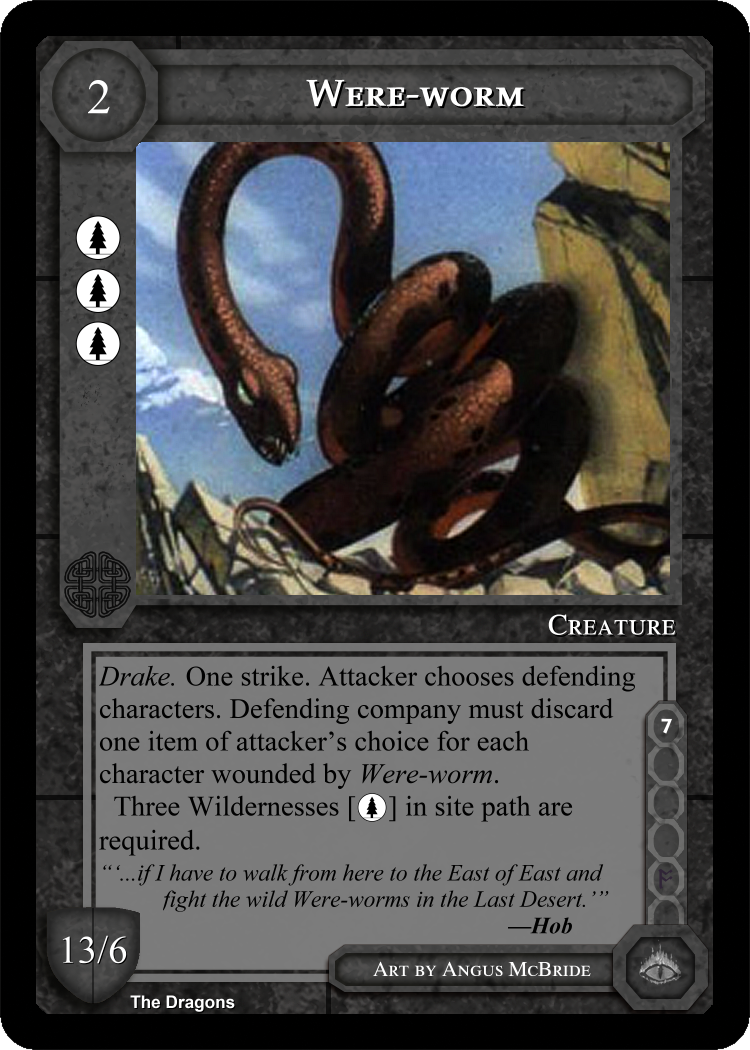 2
WERE-WORM
CREATURE
Drake. One strike. Attacker chooses defending
characters. Defending company must discard
one item of attacker’s choice for each
character wounded by Were-worm.
Three Wildernesses [ ] in site path are
required.
“‘...if I have to walk from here to the East of East and
fight the wild Were-worms in the Last Desert.’”
—Hob
7
13/6
ART BY ANGUS MCBRIDE
The Dragons